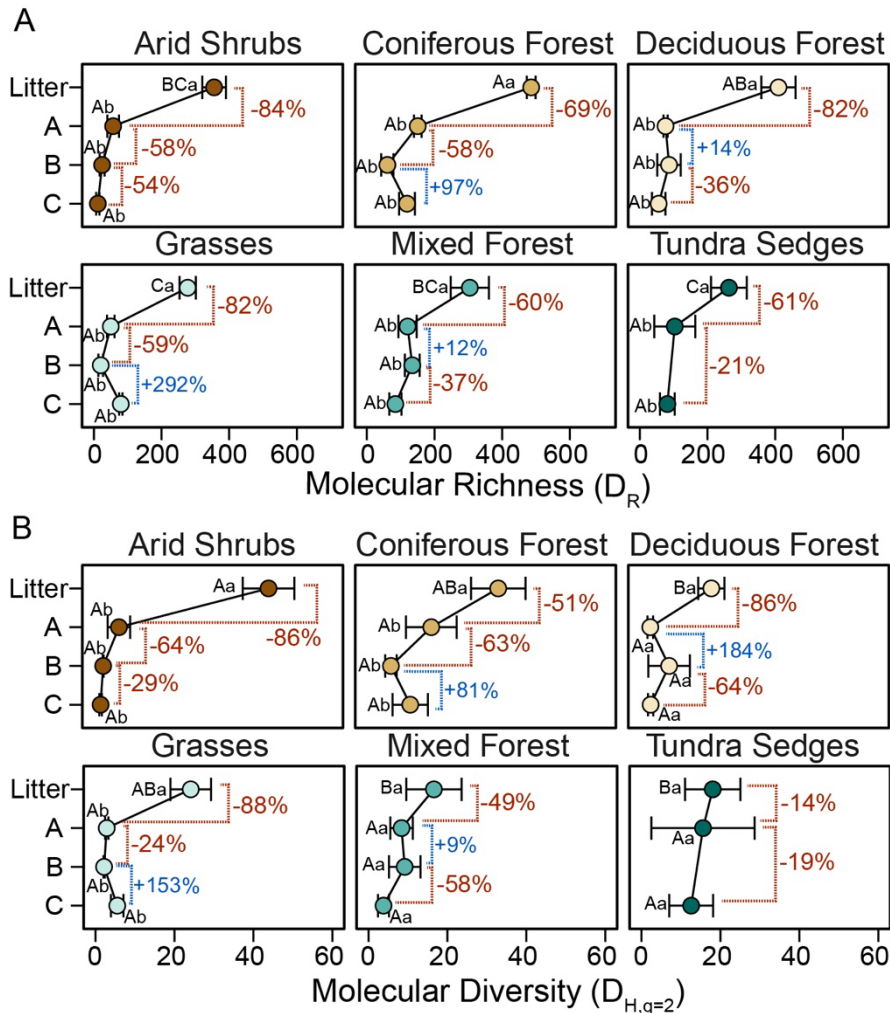 A
Arid Shrubs Coniferous Forest Deciduous Forest
Litter BCa Aa ABa
-84% -69% -82%
A Ab Ab Ab
-58% -58% +14%
B Ab Ab Ab
-54% +97% -36%
C Ab Ab Ab
Grasses Mixed Forest Tundra Sedges
Litter Ca BCa Ca
-82% -60% -61%
A Ab Ab Ab
-59% +12% -21%
B Ab Ab
+292% -37%
C Ab Ab Ab
0 200 400 600 0 200 400 600 0 200 400 600
Molecular Richness (D_R)
B
Arid Shrubs Coniferous Forest Deciduous Forest
Litter Aa ABa Ba
-86% -51% -86%
A Ab Ab Aa
-64% -63% +184%
B Ab Ab Aa
-29% +81% -64%
C Ab Ab Aa
Grasses Mixed Forest Tundra Sedges
Litter ABa Ba Ba
-88% -49% -14%
A Ab Aa Aa
-24% +9% -19%
B Ab Aa
+153% -58%
C Ab Aa Aa
0 20 40 60 0 20 40 60 0 20 40 60
Molecular Diversity (D_H,q=2)